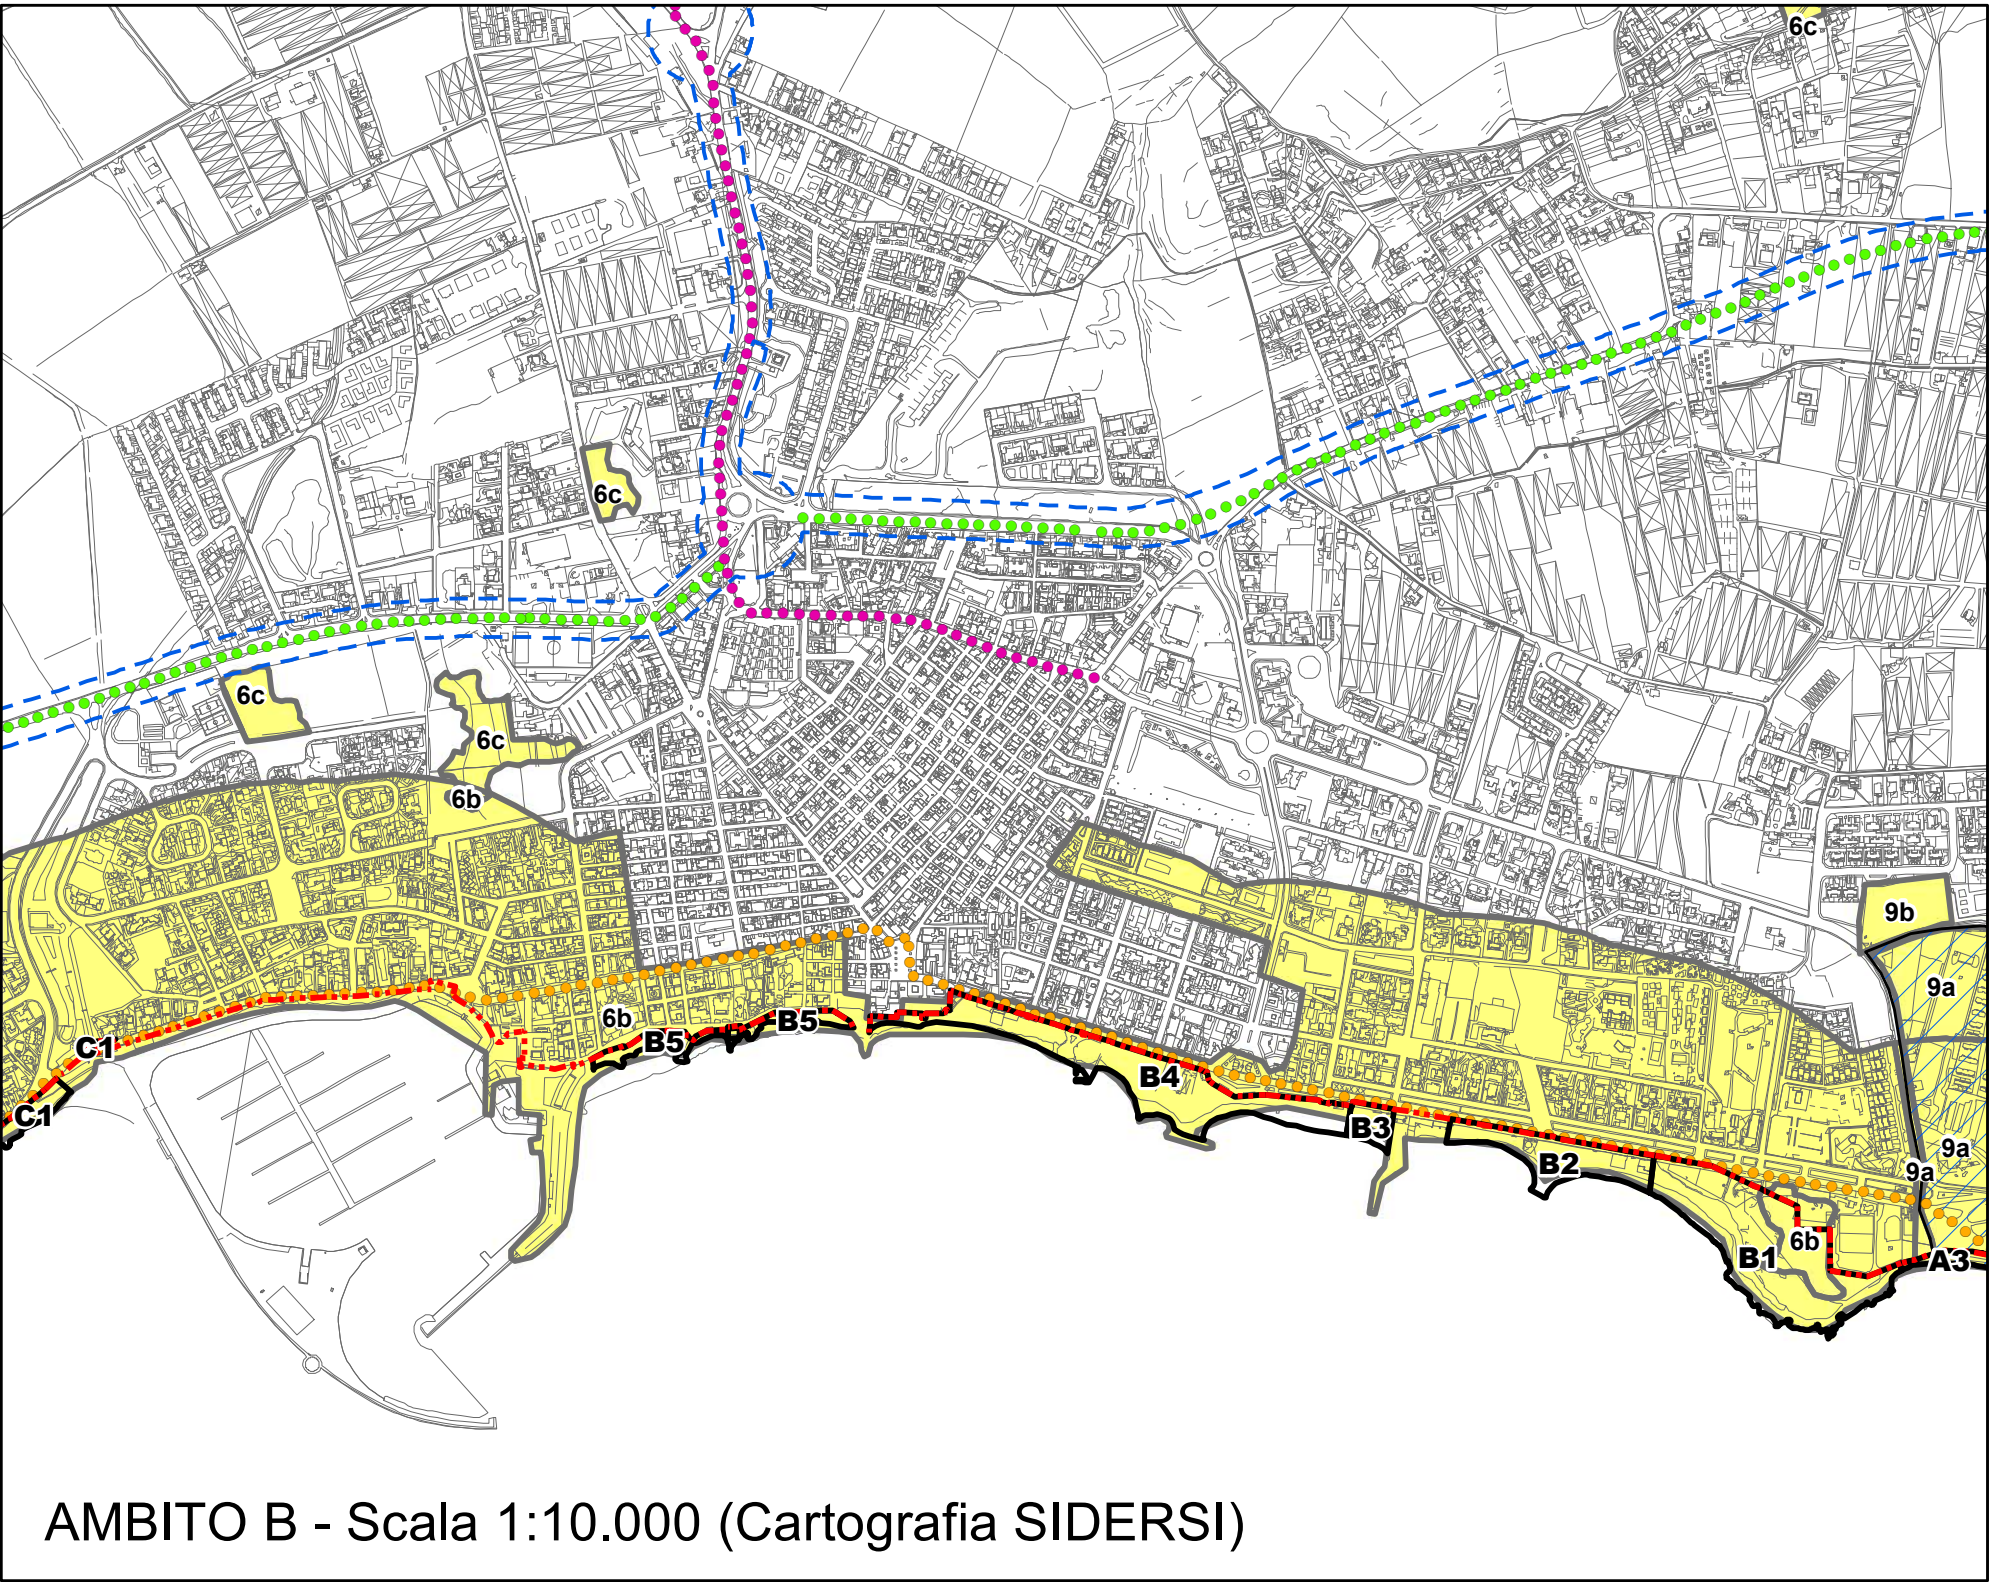 6c
6c
6c
6c
6b
9b
9a
6b
B5
B5
C1
C1
B4
B3
B2
9a
9a
6b
B1
A3
AMBITO B - Scala 1:10.000 (Cartografia SIDERSI)